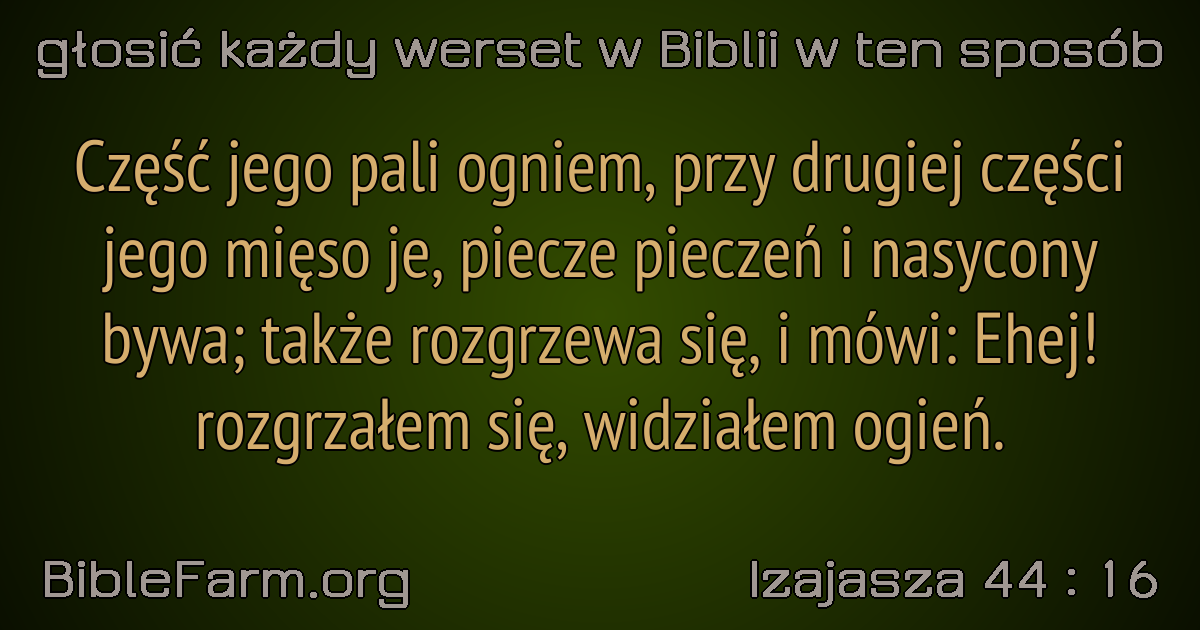 głosić każdy werset w Biblii w ten sposób
Część jego pali ogniem, przy drugiej części
jego mięso je, piecze pieczeń i nasycony
bywa; także rozgrzewa się, i mówi: Ehej!
rozgrzałem się, widziałem ogień.
BibleFarm.org
Izajasza 44 : 16